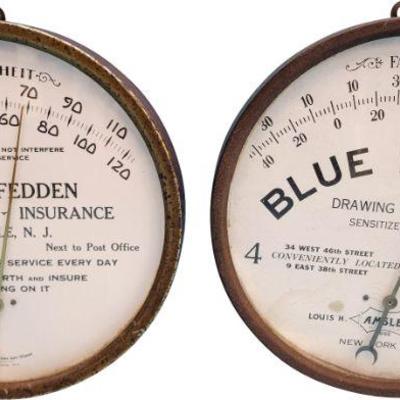 HEIT
70 90 110
60 80 100 120
NOT INTERFERE
SERVICE
FEDDEN
INSURANCE
LE, N. J.
Next to Post Office
SERVICE EVERY DAY
RTH AND INSURE
NG ON IT
FA
30 10 10
40 20 0 20
BLUE
DRAWING
SENSITIZE
4
34 WEST 46TH STREET
CONVENIENTLY LOCATED
9 EAST 38TH STREET
LOUIS H. AMSLE
NEW YORK